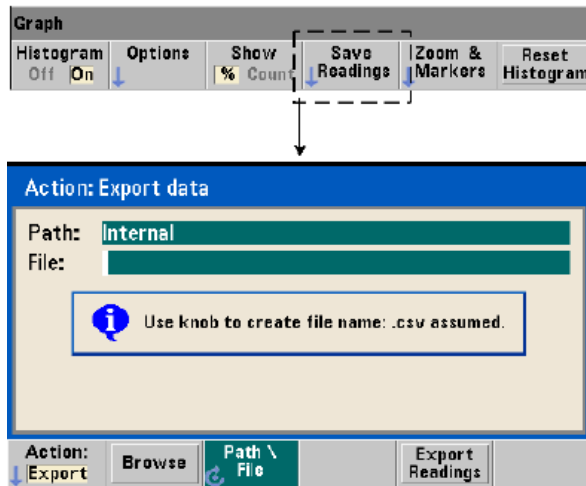 Graph
Histogram Options Show Save Zoom & Reset
Off On % Count Readings Markers Histogram
Action: Export data
Path: Internal
File:
Use knob to create file name: .csv assumed.
Action: Browse Path \ Export
Export File Readings